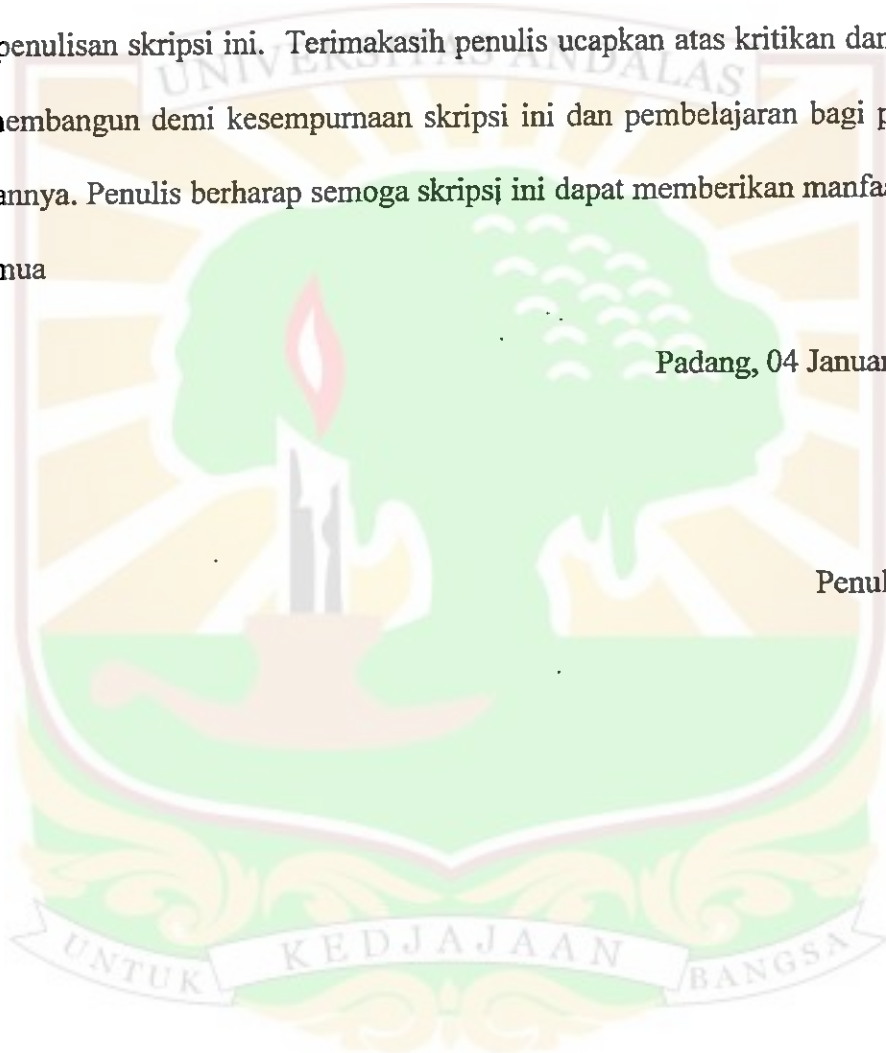 penulisan skripsi ini. Terimakasih penulis ucapkan atas kritikan dan
UNIVERSITAS ANDALAS
membangun demi kesempurnaan skripsi ini dan pembelajaran bagi p
annya. Penulis berharap semoga skripsi ini dapat memberikan manfaa
mua
Padang, 04 Januar
Penul
UNTUK KEDJAJAAN BANGSA